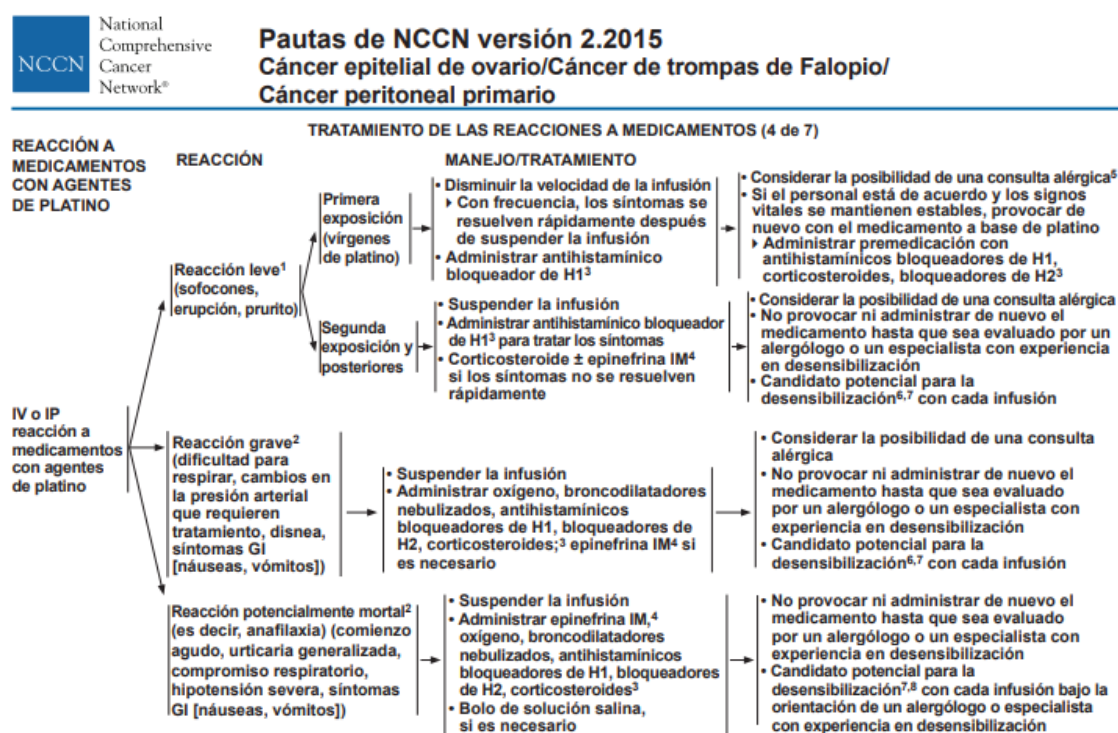 NCCN
National
Comprehensive
Cancer
Network®
Pautas de NCCN versión 2.2015
Cáncer epitelial de ovario/Cáncer de trompas de Falopio/
Cáncer peritoneal primario
TRATAMIENTO DE LAS REACCIONES A MEDICAMENTOS (4 de 7)
REACCIÓN A
MEDICAMENTOS
CON AGENTES
DE PLATINO
REACCIÓN
MANEJO/TRATAMIENTO
IV o IP
reacción a
medicamentos
con agentes
de platino
Reacción leve¹
(sofocones,
erupción, prurito)
Primera
exposición
(vírgenes
de platino)
• Disminuir la velocidad de la infusión
Con frecuencia, los síntomas se
resuelven rápidamente después
de suspender la infusión
• Administrar antihistamínico
bloqueador de H1³
• Considerar la posibilidad de una consulta alérgica⁵
• Si el personal está de acuerdo y los signos
vitales se mantienen estables, provocar de
nuevo con el medicamento a base de platino
Administrar premedicación con
antihistamínicos bloqueadores de H1,
corticosteroides, bloqueadores de H2³
Segunda
exposición y
posteriores
• Suspender la infusión
• Administrar antihistamínico bloqueador
de H1³ para tratar los síntomas
• Corticosteroide ± epinefrina IM⁴
si los síntomas no se resuelven
rápidamente
• Considerar la posibilidad de una consulta alérgica
• No provocar ni administrar de nuevo el
medicamento hasta que sea evaluado por un
alergólogo o un especialista con experiencia
en desensibilización
• Candidato potencial para la
desensibilización⁶,⁷ con cada infusión
Reacción grave²
(dificultad para
respirar, cambios en
la presión arterial
que requieren
tratamiento, disnea,
síntomas GI
[náuseas, vómitos])
• Suspender la infusión
• Administrar oxígeno, broncodilatadores
nebulizados, antihistamínicos
bloqueadores de H1, bloqueadores de
H2, corticosteroides;³ epinefrina IM⁴ si
es necesario
• Considerar la posibilidad de una consulta
alérgica
• No provocar ni administrar de nuevo el
medicamento hasta que sea evaluado
por un alergólogo o un especialista con
experiencia en desensibilización
• Candidato potencial para la
desensibilización⁶,⁷ con cada infusión
Reacción potencialmente mortal²
(es decir, anafilaxia) (comienzo
agudo, urticaria generalizada,
compromiso respiratorio,
hipotensión severa, síntomas
GI [náuseas, vómitos])
• Suspender la infusión
• Administrar epinefrina IM,⁴
oxígeno, broncodilatadores
nebulizados, antihistamínicos
bloqueadores de H1, bloqueadores
de H2, corticosteroides³
• Bolo de solución salina,
si es necesario
• No provocar ni administrar de nuevo el
medicamento hasta que sea evaluado
por un alergólogo o un especialista con
experiencia en desensibilización
• Candidato potencial para la
desensibilización⁷,⁸ con cada infusión bajo la
orientación de un alergólogo o especialista
con experiencia en desensibilización